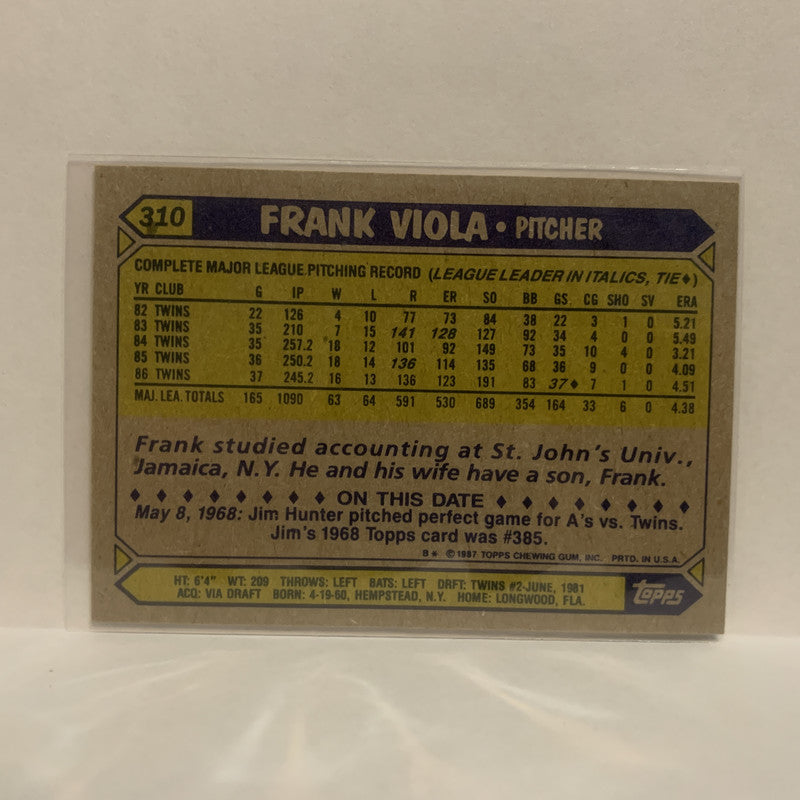 310 FRANK VIOLA • PITCHER
COMPLETE MAJOR LEAGUE PITCHING RECORD (LEAGUE LEADER IN ITALICS, TIE♦)
YR CLUB G IP W L R ER SO BB GS CG SHO SV ERA
82 TWINS 22 126 4 10 77 73 84 38 22 3 1 0 5.21
83 TWINS 35 210 7 15 141 128 127 92 34 4 0 0 5.49
84 TWINS 35 257.2 18 12 101 92 149 73 35 10 4 0 3.21
85 TWINS 36 250.2 18 14 136 114 135 68 36 9 0 0 4.09
86 TWINS 37 245.2 16 13 136 123 191 83 37♦ 7 1 0 4.51
MAJ. LEA. TOTALS 165 1090 63 64 591 530 689 354 164 33 6 0 4.38
Frank studied accounting at St. John's Univ.,
Jamaica, N.Y. He and his wife have a son, Frank.
♦ ♦ ♦ ♦ ♦ ♦ ♦ ♦ ON THIS DATE ♦ ♦ ♦ ♦ ♦ ♦ ♦ ♦
May 8, 1968: Jim Hunter pitched perfect game for A's vs. Twins.
Jim's 1968 Topps card was #385.
B* ©1987 TOPPS CHEWING GUM, INC. PRTD. IN U.S.A.
HT: 6'4" WT: 209 THROWS: LEFT BATS: LEFT DRFT: TWINS #2-JUNE, 1981
ACQ: VIA DRAFT BORN: 4-19-60, HEMPSTEAD, N.Y. HOME: LONGWOOD, FLA.
Topps